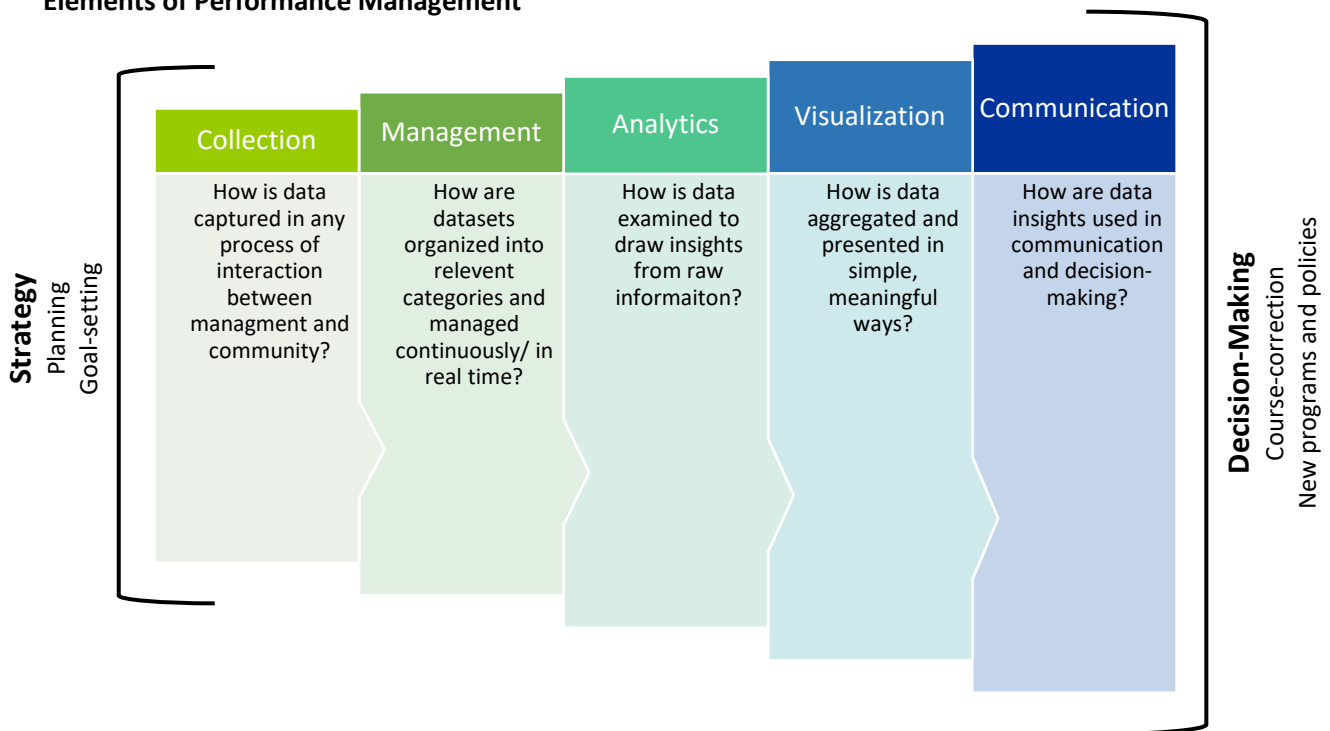 Elements of Performance Management
Strategy
Planning
Goal-setting
Collection
How is data
captured in any
process of
interaction
between
managment and
community?
Management
How are
datasets
organized into
relevent
categories and
managed
continuously/ in
real time?
Analytics
How is data
examined to
draw insights
from raw
informaiton?
Visualization
How is data
aggregated and
presented in
simple,
meaningful
ways?
Communication
How are data
insights used in
communication
and decision-
making?
Decision-Making
Course-correction
New programs and policies